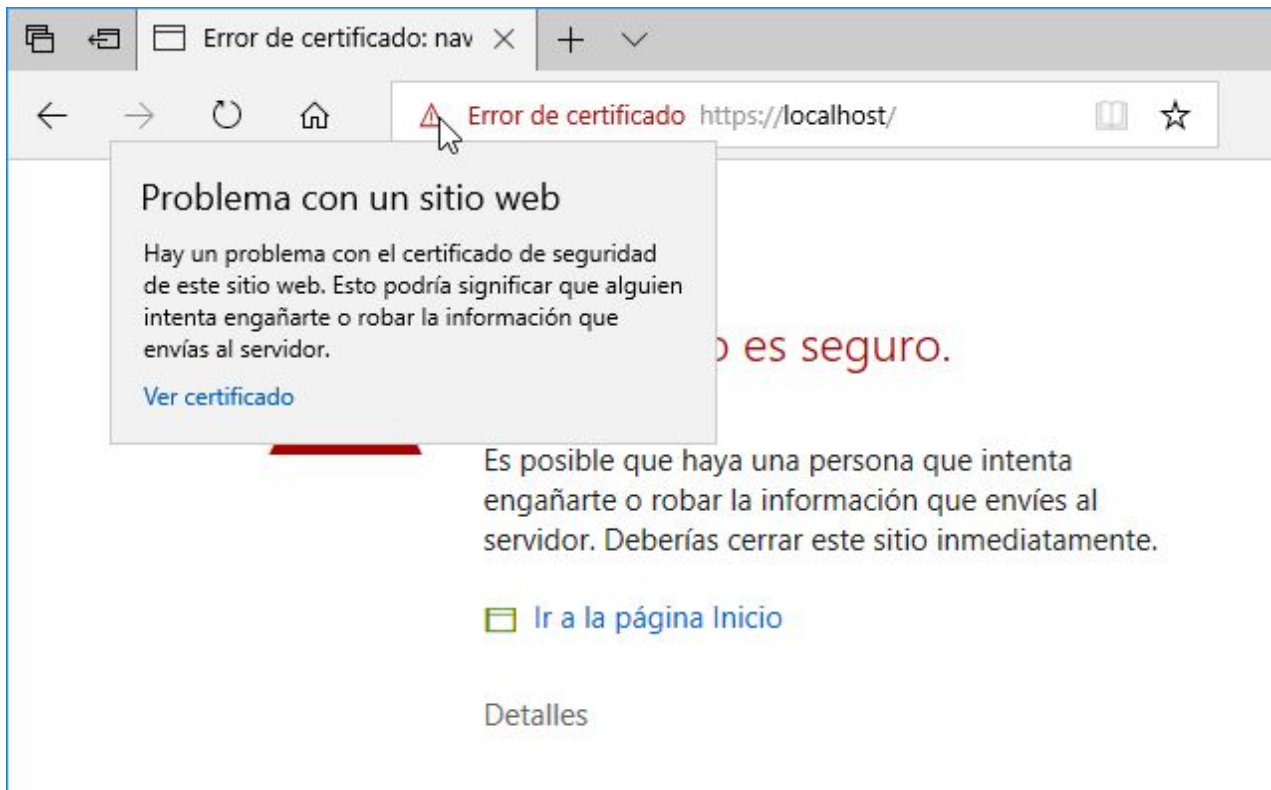 Error de certificado: nav
Error de certificado https://localhost/
Problema con un sitio web
Hay un problema con el certificado de seguridad
de este sitio web. Esto podría significar que alguien
intenta engañarte o robar la información que
envías al servidor.
Ver certificado
es seguro.
Es posible que haya una persona que intenta
engañarte o robar la información que envíes al
servidor. Deberías cerrar este sitio inmediatamente.
Ir a la página Inicio
Detalles